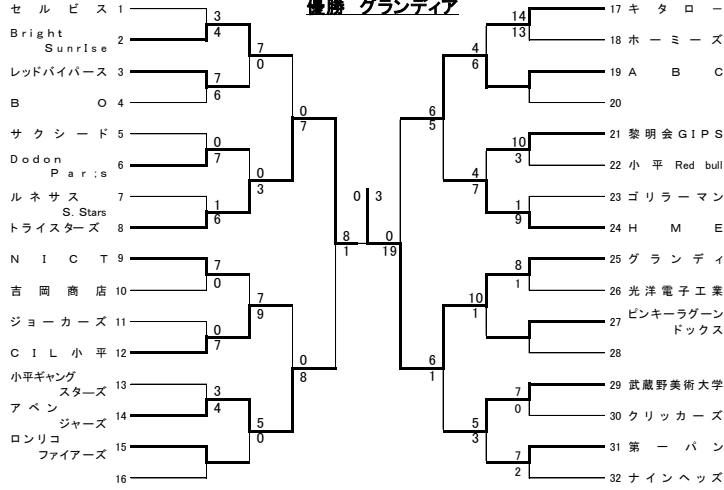 優勝 グランディア
セルビス 1
Bright
SunrIse 2
レッドバイパース 3
BO 4
サクシード 5
Dodon
Par;s 6
ルネサス 7
S.Stars
トライスターズ 8
NICT 9
吉岡商店 10
ジョーカーズ 11
CIL小平 12
小平ギャング
スターズ 13
アベン
ジャーズ 14
ロンリコ
ファイアーズ 15
16
3
4
7
6
0
7
1
6
7
0
0
7
3
4
7
0
0
3
7
9
5
0
0
7
0
8
8
1
0 3
0
19
6
5
6
1
4
6
4
7
10
1
5
3
14
13
10
3
1
9
8
1
7
0
7
2
17 キタロー
18 ホーミーズ
19 ABC
20
21 黎明会GIPS
22 小平 Red bull
23 ゴリラーマン
24 HME
25 グランディ
26 光洋電子工業
27 ピンキーラグーン
ドックス
28
29 武蔵野美術大学
30 クリッカーズ
31 第一パン
32 ナインヘッズ